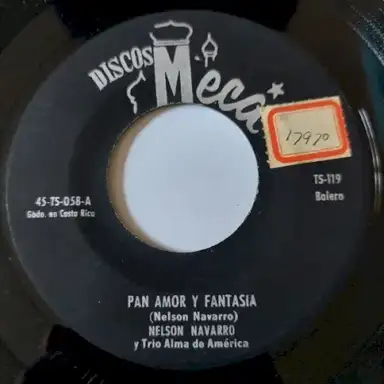 DISCOS
Meca
17970
45-TS-058-A
Gdo. en Costa Rica
TS-119
Bolero
PAN AMOR Y FANTASIA
(Nelson Navarro)
NELSON NAVARRO
y Trio Alma de América